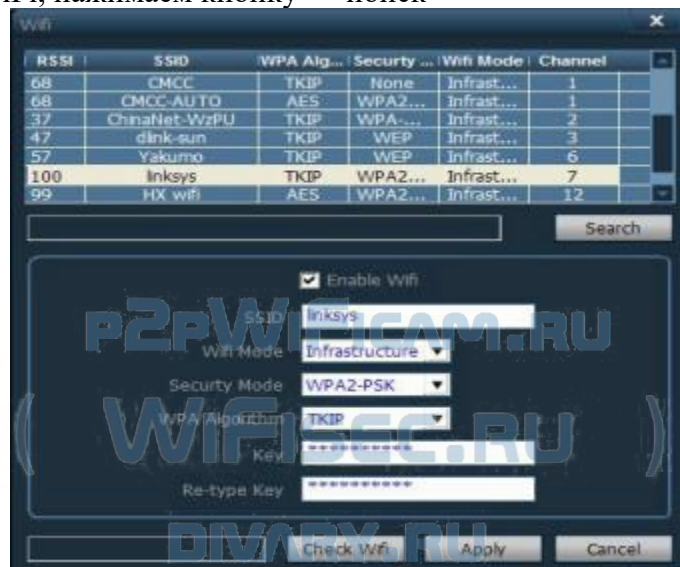 нажимаем кнопку поиск
Wifi
RSSI SSID WPA Alg... Securty ... Wifi Mode Channel
68 CMCC TKIP None Infrast... 1
68 CMCC-AUTO AES WPA2... Infrast... 1
37 ChinaNet-WzPU TKIP WPA-... Infrast... 2
47 dlink-sun TKIP WEP Infrast... 3
57 Yakumo TKIP WEP Infrast... 6
100 linksys TKIP WPA2... Infrast... 7
99 HX wifi AES WPA2... Infrast... 12
Search
Enable Wifi
SSID linksys
P2PWIFICAM.RU
Wifi Mode Infrastructure
Securty Mode WPA2-PSK
WPA Algorithm TKIP
(WIFISEC.RU)
Key **********
Re-type Key **********
DIVARY.RU
Check Wifi Apply Cancel